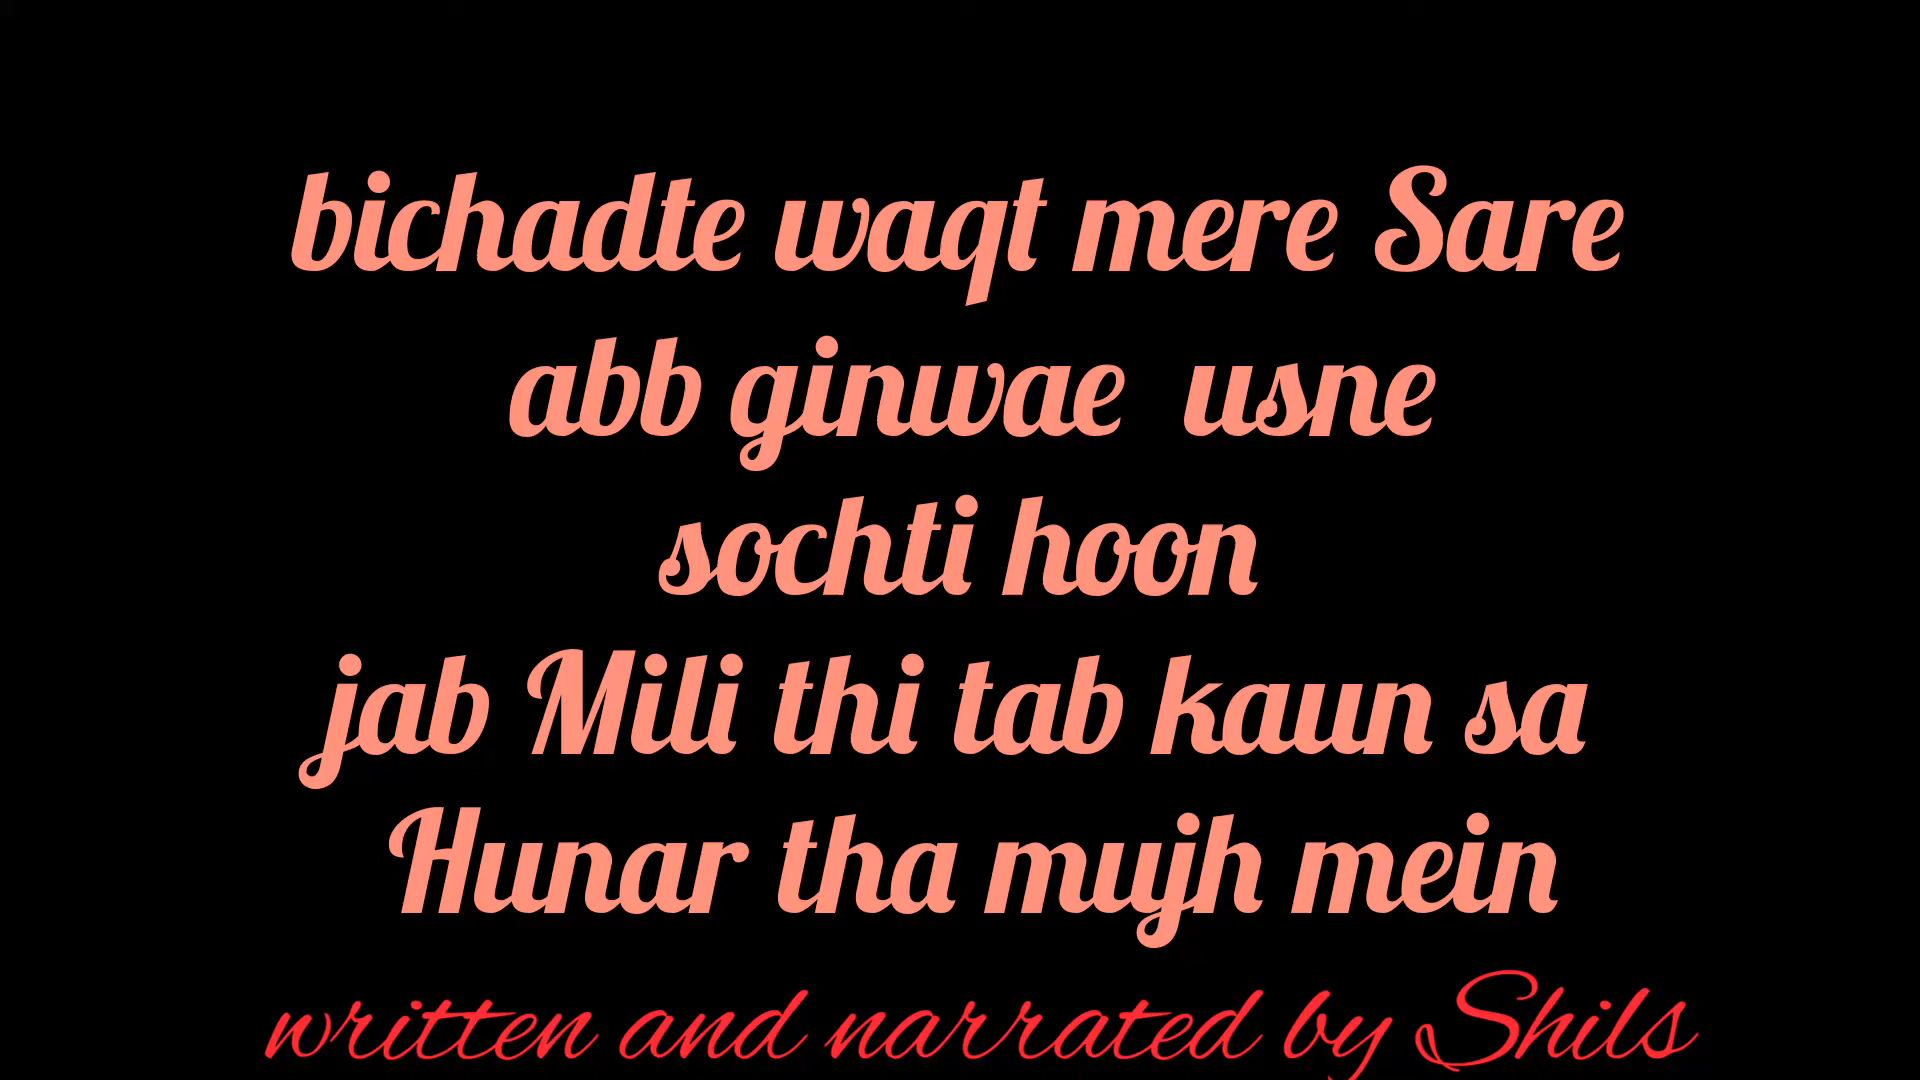 bichadte waqt mere Sare
abb ginwae usne
sochti hoon
jab Mili thi tab kaun sa
Hunar tha mujh mein
written and narrated by Shils